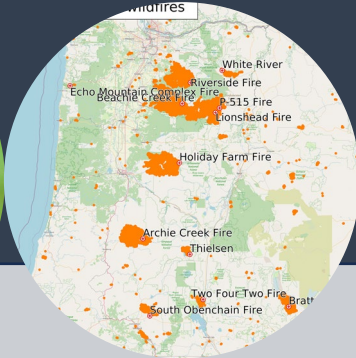 wildfires
White River
Riverside Fire
Echo Mountain Complex Fire
Beachie Creek Fire
P-515 Fire
Lionshead Fire
Holiday Farm Fire
Archie Creek Fire
Thielsen
Two Four Two Fire
Bratt
South Obenchain Fire